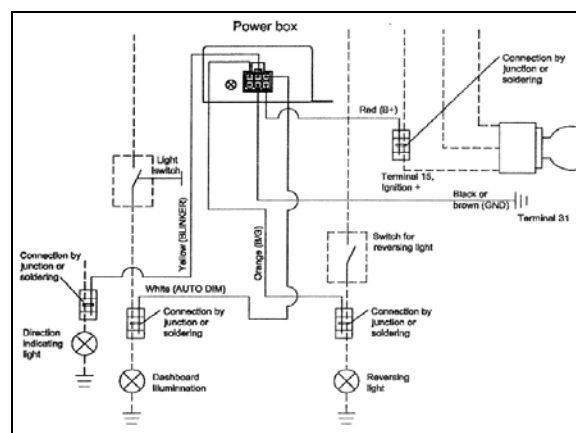 Power box
Connection by
junction or
soldering
Red (B+)
Light
switch
Terminal 15,
Ignition +
Black or
brown (GND)
Terminal 31
Yellow (BLINKER)
Orange (B/G)
Switch for
reversing light
Connection by
junction or
soldering
White (AUTO DIM)
Connection by
junction or
soldering
Connection by
junction or
soldering
Direction
indicating
light
Dashboard
illuminnation
Reversing
light